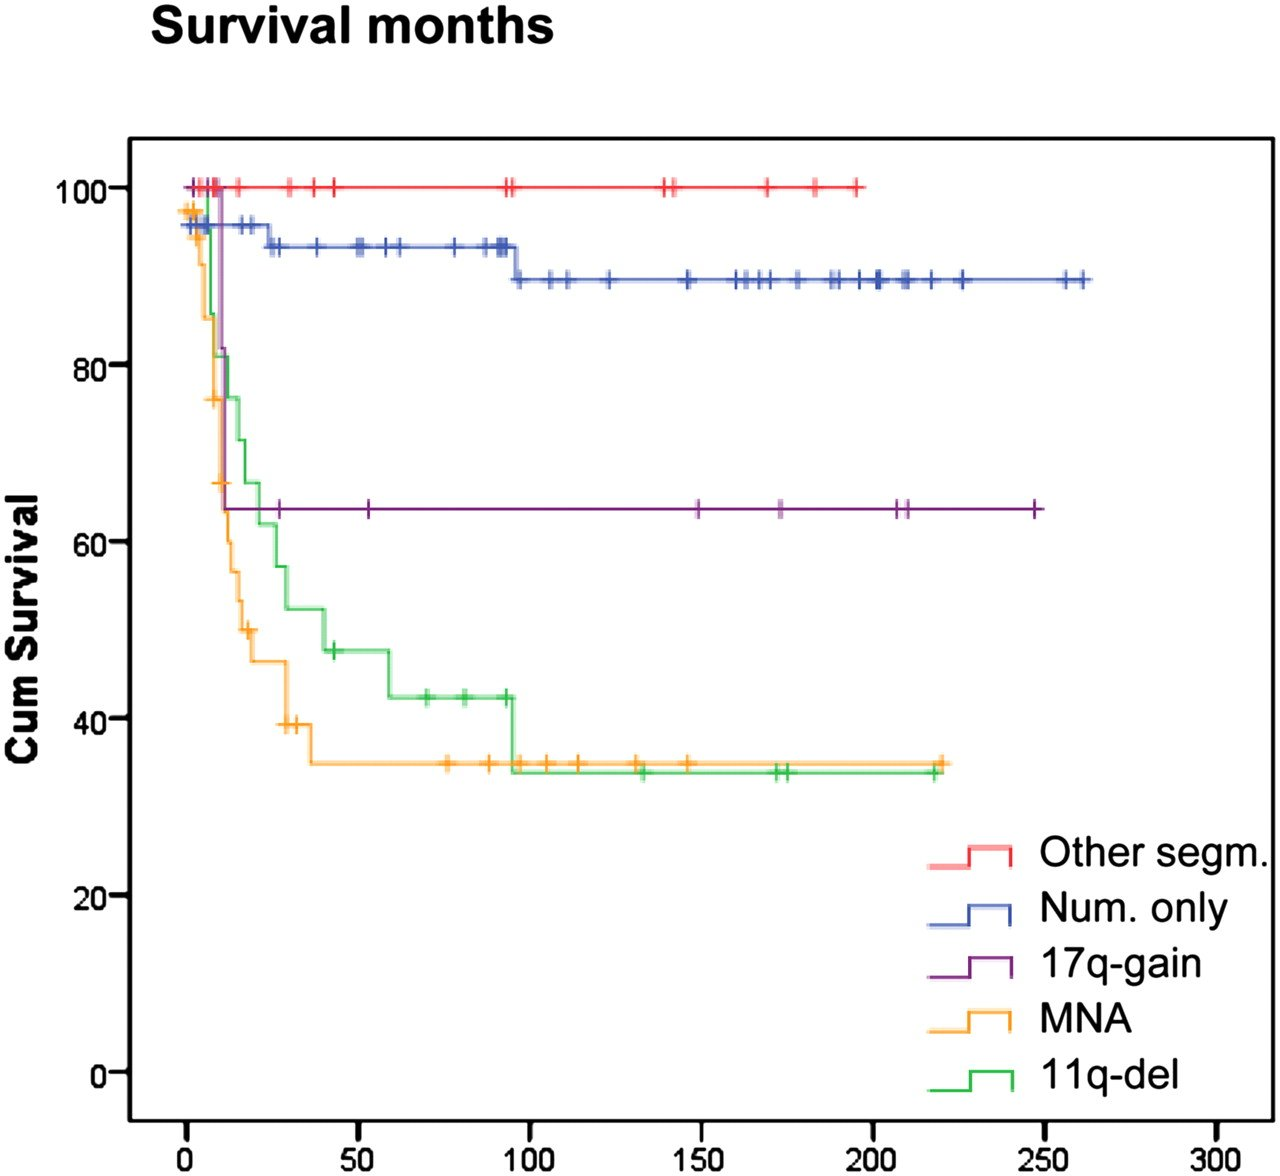 Survival months
Cum Survival
100
80
60
40
20
0
0 50 100 150 200 250 300
Other segm.
Num. only
17q-gain
MNA
11q-del